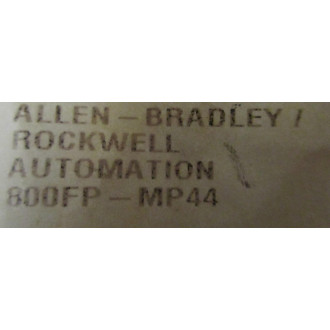 ALLEN-BRADLEY/
ROCKWELL
AUTOMATION
800FP-MP44